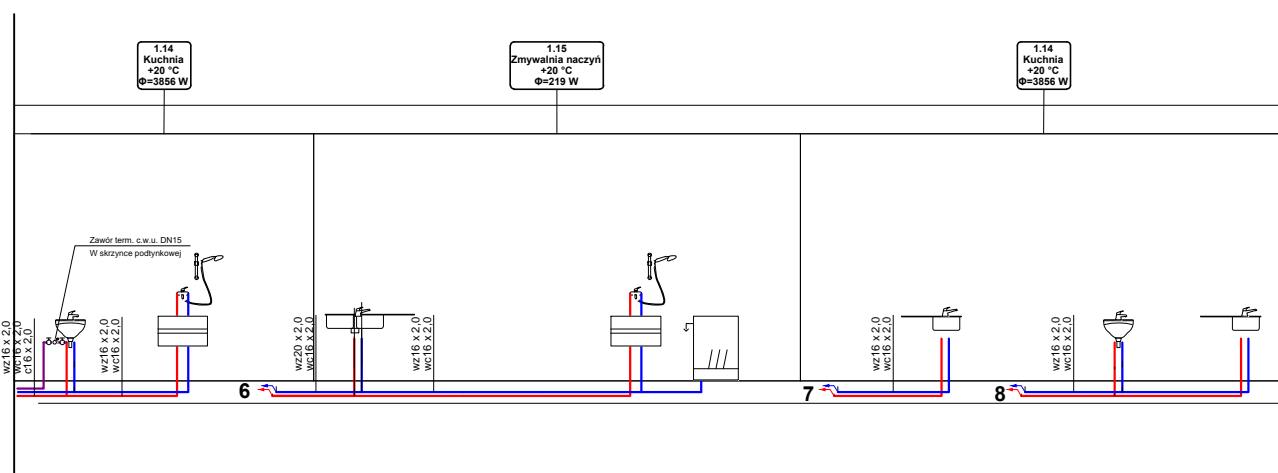 1.14
Kuchnia
+20 °C
Φ=3856 W
1.15
Zmywalnia naczyń
+20 °C
Φ=219 W
1.14
Kuchnia
+20 °C
Φ=3856 W
Zawór term. c.w.u. DN15
W skrzynce podtynkowej
wz16 x 2,0
wc16 x 2,0
c16 x 2,0
wz16 x 2,0
wc16 x 2,0
wz20 x 2,0
wc16 x 2,0
wz16 x 2,0
wc16 x 2,0
wz16 x 2,0
wc16 x 2,0
wz16 x 2,0
wc16 x 2,0
6
7
8